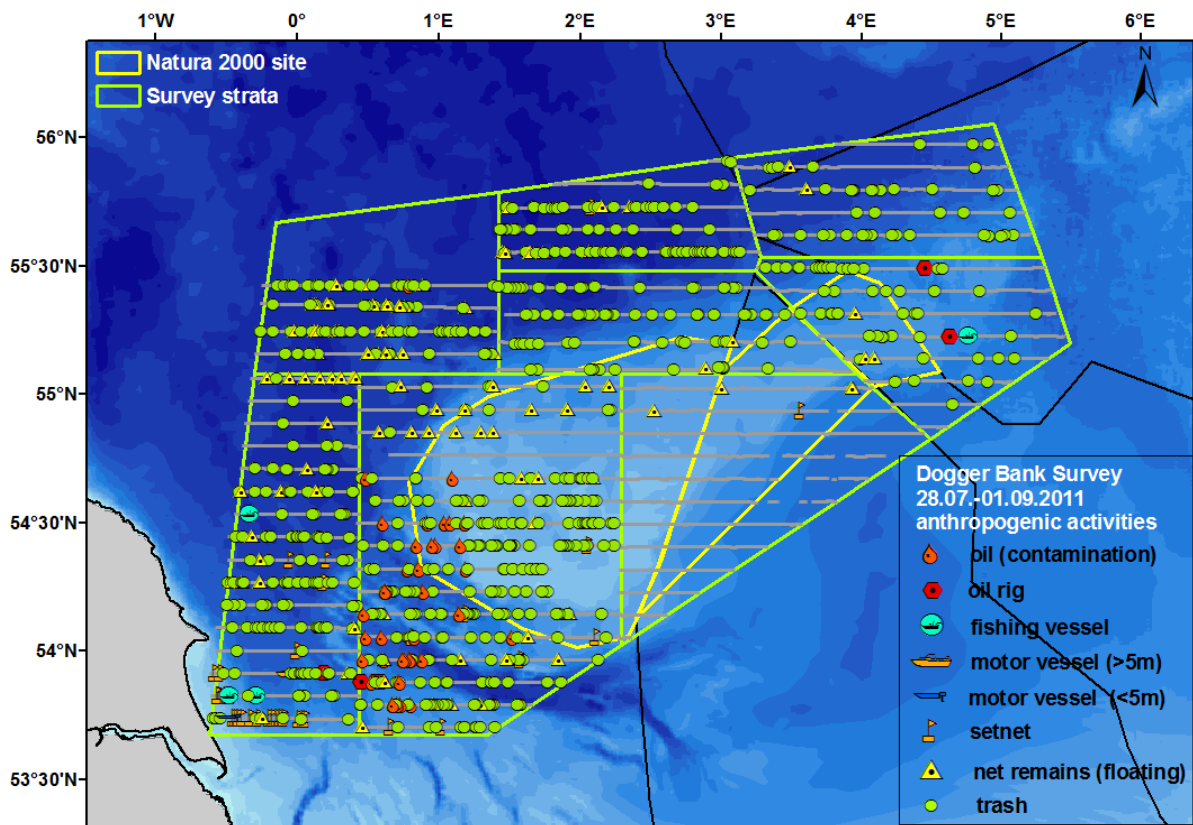 1°W 0° 1°E 2°E 3°E 4°E 5°E 6°E
Natura 2000 site
Survey strata
N
56°N
55°30'N
55°N
54°30'N
54°N
53°30'N
Dogger Bank Survey
28.07.-01.09.2011
anthropogenic activities
oil (contamination)
oil rig
fishing vessel
motor vessel (>5m)
motor vessel (<5m)
setnet
net remains (floating)
trash